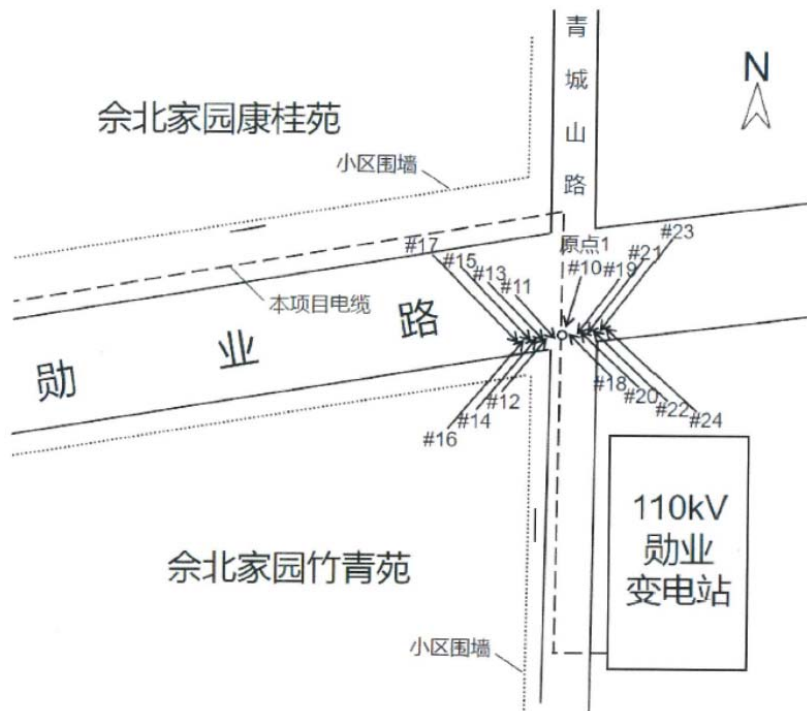 青
城
山
路
N
佘北家园康桂苑
小区围墙
#17
#15
#13
#11
原点1
#10
#19
#21
#23
本项目电缆
勋业路
#12
#14
#16
#18
#20
#22
#24
110kV
勋业
变电站
佘北家园竹青苑
小区围墙